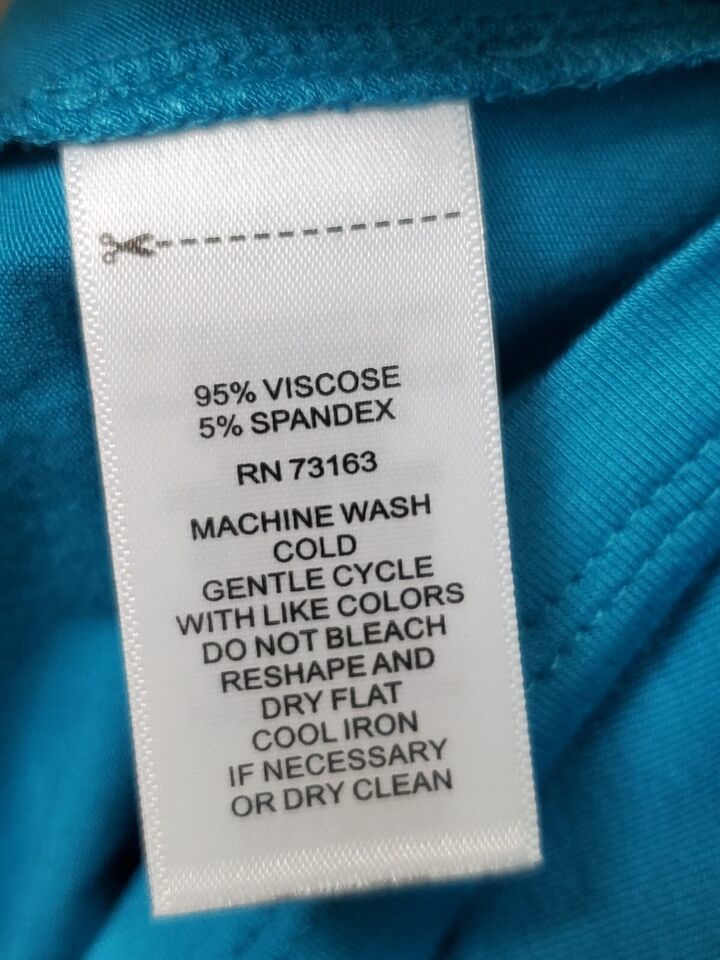 95% VISCOSE
5% SPANDEX
RN 73163
MACHINE WASH
COLD
GENTLE CYCLE
WITH LIKE COLORS
DO NOT BLEACH
RESHAPE AND
DRY FLAT
COOL IRON
IF NECESSARY
OR DRY CLEAN